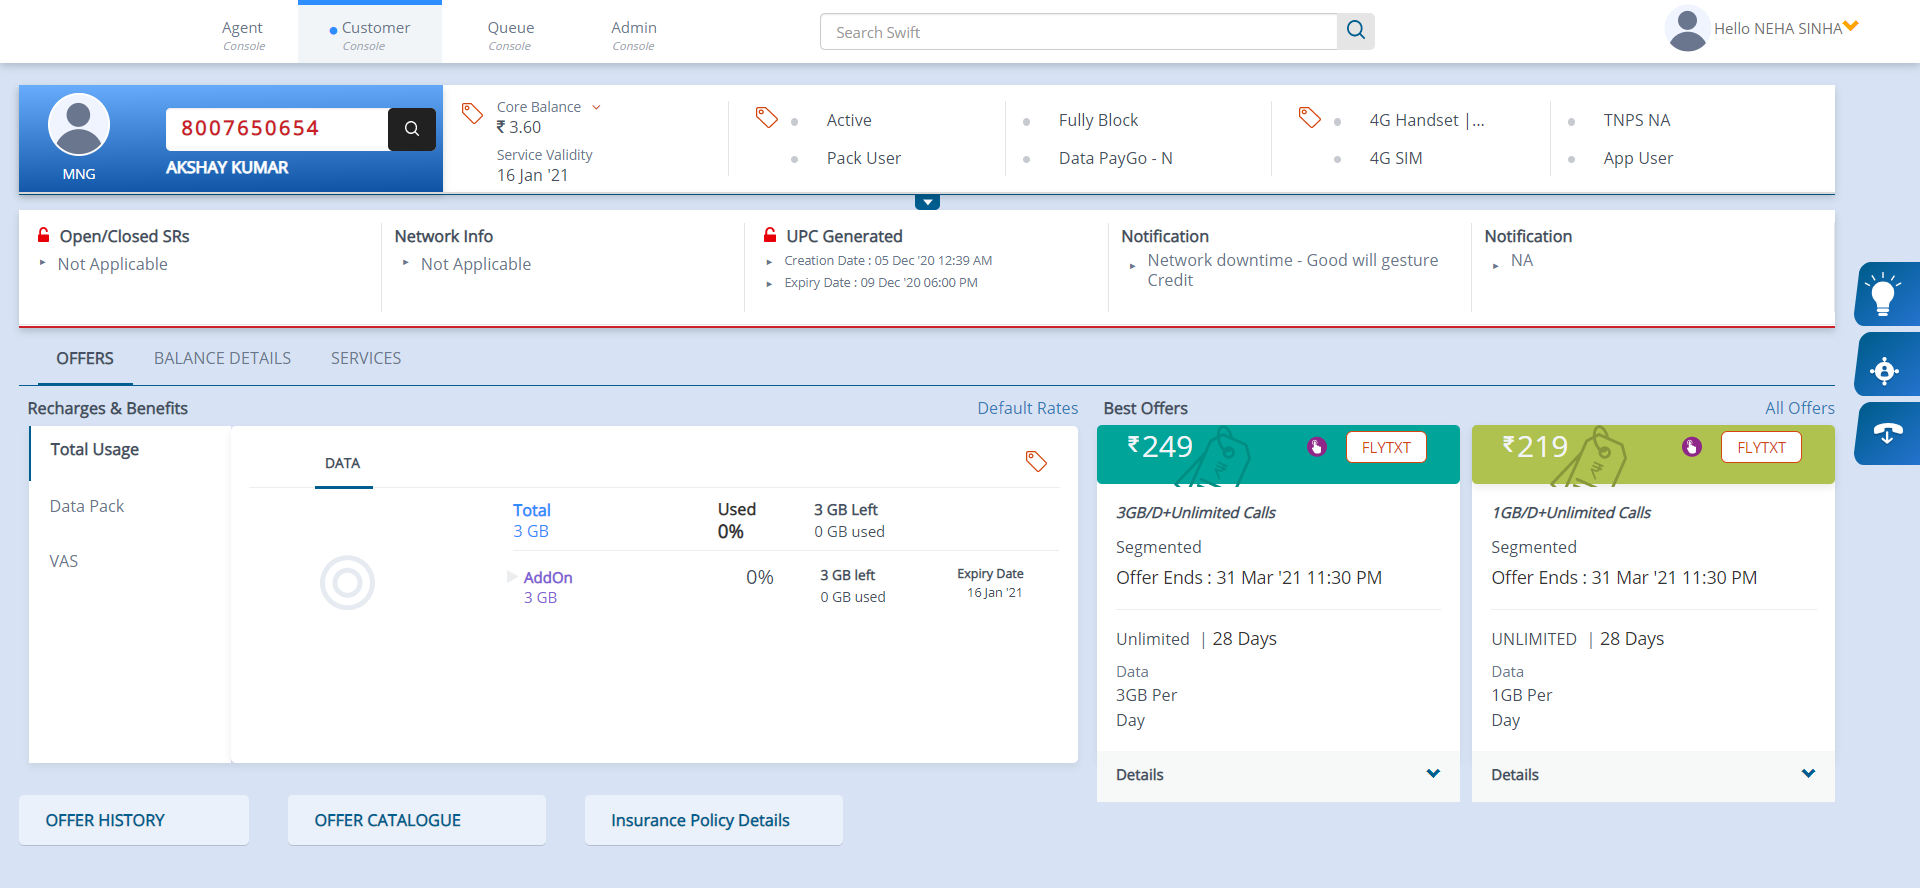 Agent
Console
Customer
Console
Queue
Console
Admin
Console
Search Swift
Hello NEHA SINHA
8007650654
AKSHAY KUMAR
MNG
Core Balance
₹ 3.60
Service Validity
16 Jan '21
Active
Pack User
Fully Block
Data PayGo - N
4G Handset |...
4G SIM
TNPS NA
App User
Open/Closed SRs
Not Applicable
Network Info
Not Applicable
UPC Generated
Creation Date : 05 Dec '20 12:39 AM
Expiry Date : 09 Dec '20 06:00 PM
Notification
Network downtime - Good will gesture
Credit
Notification
NA
OFFERS
BALANCE DETAILS
SERVICES
Recharges & Benefits
Default Rates
Total Usage
Data Pack
VAS
DATA
Total
3 GB
Used
0%
3 GB Left
0 GB used
AddOn
3 GB
0%
3 GB left
0 GB used
Expiry Date
16 Jan '21
Best Offers
All Offers
₹249
FLYTXT
3GB/D+Unlimited Calls
Segmented
Offer Ends : 31 Mar '21 11:30 PM
Unlimited | 28 Days
Data
3GB Per
Day
Details
₹219
FLYTXT
1GB/D+Unlimited Calls
Segmented
Offer Ends : 31 Mar '21 11:30 PM
UNLIMITED | 28 Days
Data
1GB Per
Day
Details
OFFER HISTORY
OFFER CATALOGUE
Insurance Policy Details